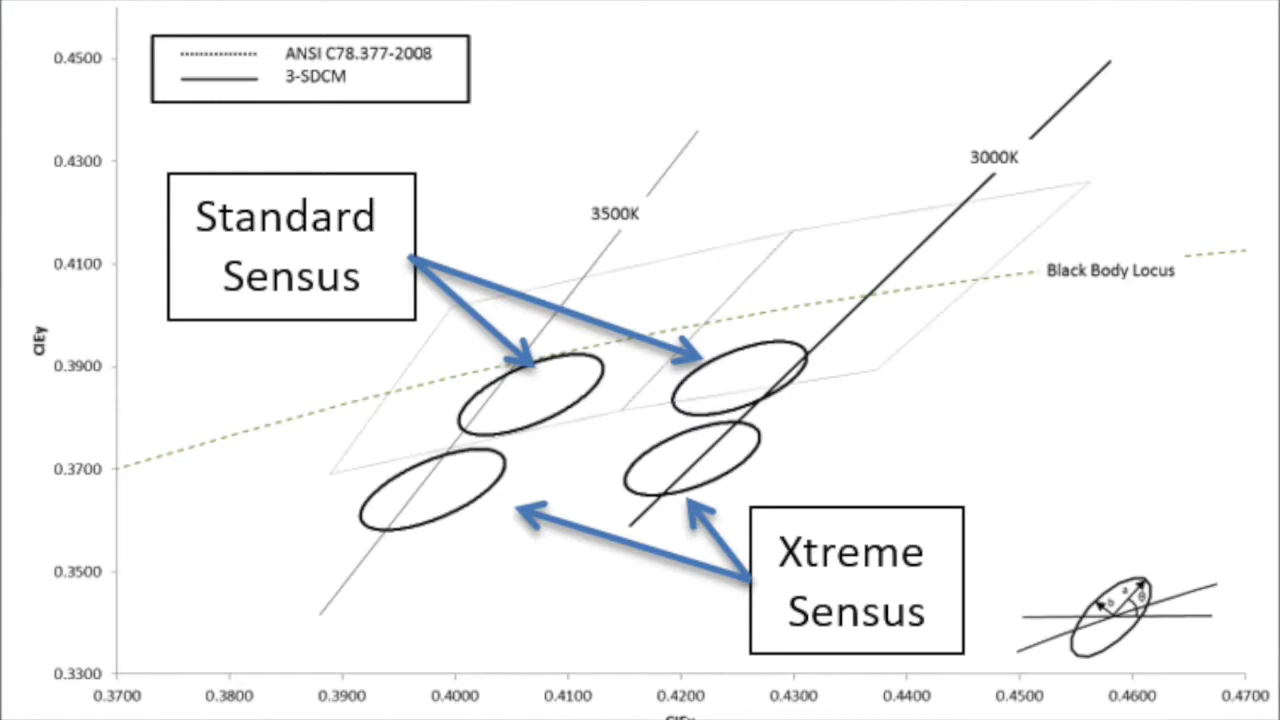 0.4500
0.4300
0.4100
0.3900
0.3700
0.3500
0.3300
CIEy
ANSI C78.377-2008
3-SDCM
Standard
Sensus
3500K
3000K
Black Body Locus
Xtreme
Sensus
a
θ
0.3700 0.3800 0.3900 0.4000 0.4100 0.4200 0.4300 0.4400 0.4500 0.4600 0.4700